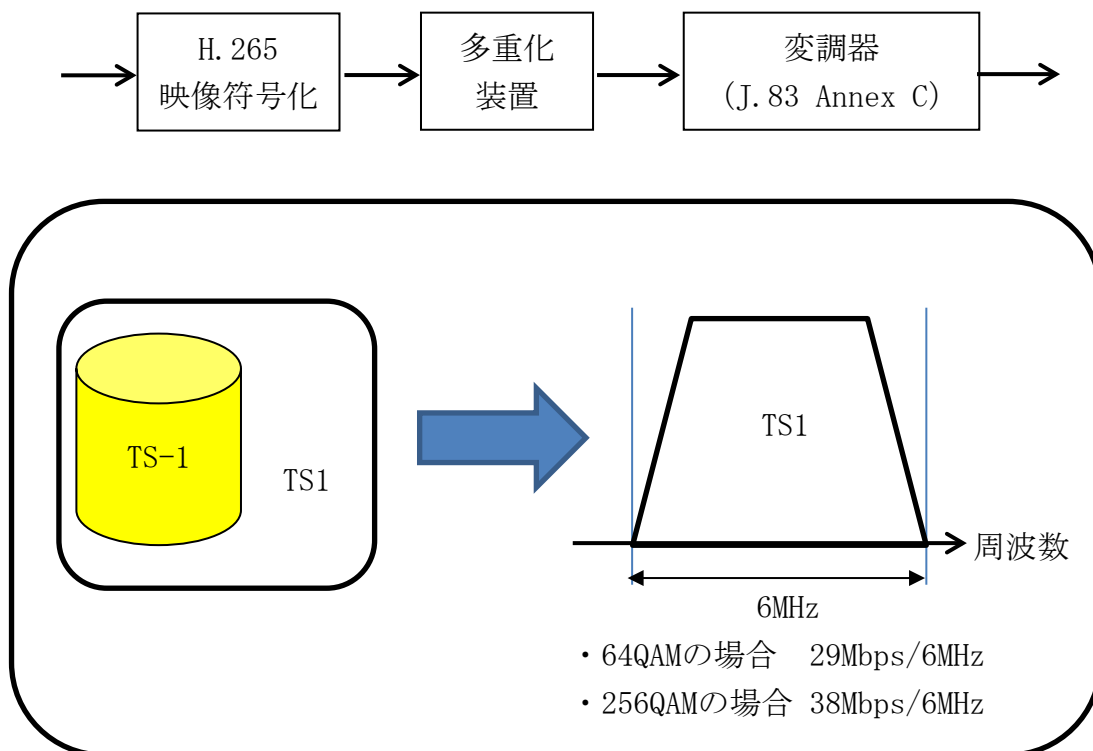 H.265
映像符号化
多重化
装置
変調器
(J.83 Annex C)
TS-1
TS1
TS1
周波数
6MHz
・64QAMの場合　29Mbps/6MHz
・256QAMの場合 38Mbps/6MHz